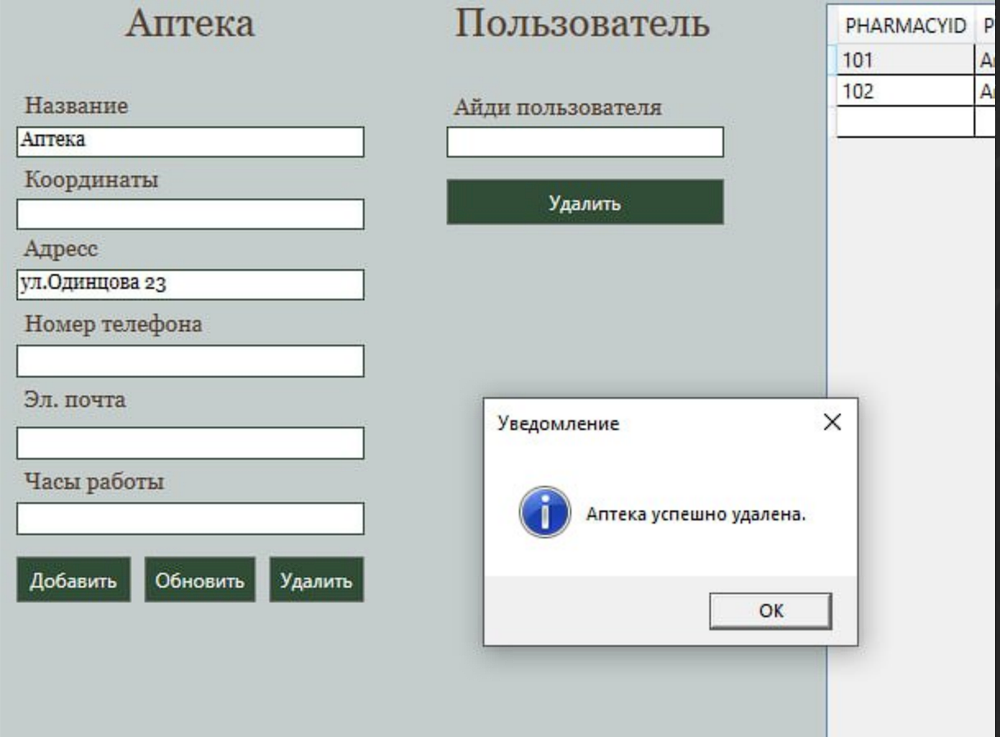 Аптека
Название
Аптека
Координаты
Адресс
ул.Одинцова 23
Номер телефона
Эл. почта
Часы работы
Добавить Обновить Удалить
Пользователь
Айди пользователя
Удалить
PHARMACYID
101
102
Уведомление
Аптека успешно удалена.
ОК